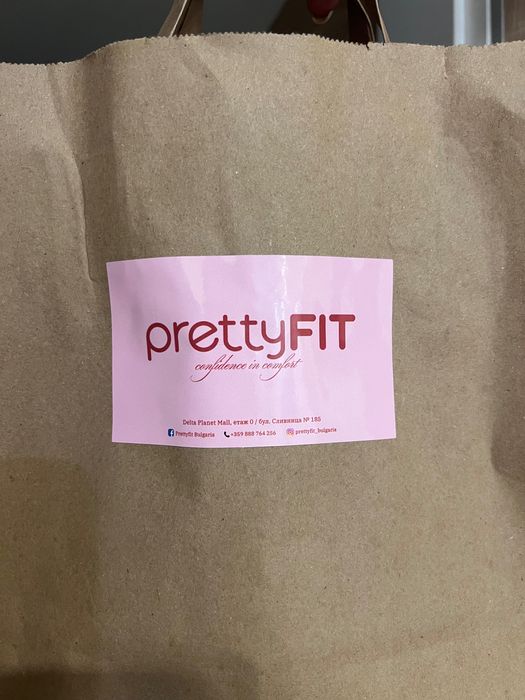 prettyFIT
confidence in comfort
Delta Planet Mall, етаж 0 / бул. Сливница № 185
Prettyfit Bulgaria +359 888 764 256 prettyfit_bulgaria